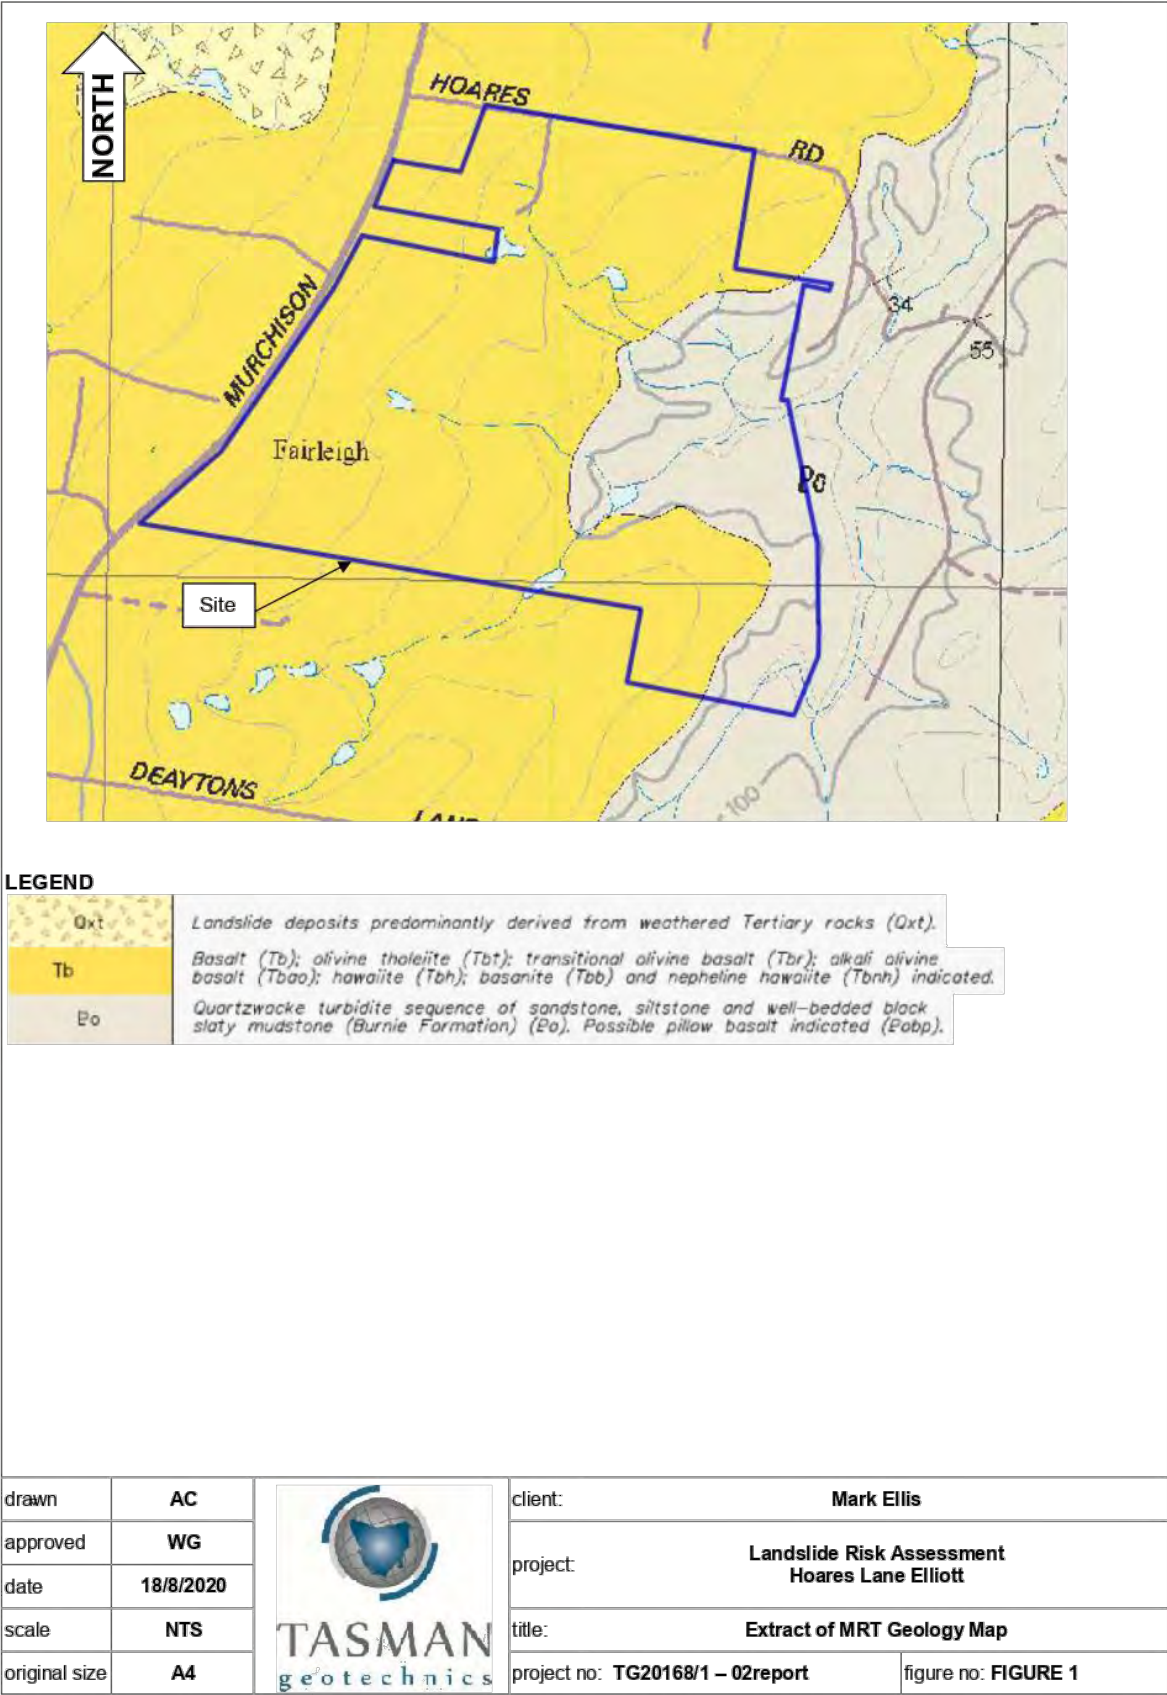 NORTH
HOARES
RD
MURCHISON
34
55
Fairleigh
Po
Site
DEAYTONS
LANE
100
LEGEND
Qxt
Landslide deposits predominantly derived from weathered Tertiary rocks (Qxt).
Tb
Basalt (Tb); olivine tholeiite (Tbt); transitional olivine basalt (Tbr); alkali olivine
basalt (Tbao); hawaiite (Tbh); basanite (Tbb) and nepheline hawaiite (Tbnh) indicated.
Po
Quartzwacke turbidite sequence of sandstone, siltstone and well-bedded black
slaty mudstone (Burnie Formation) (Po). Possible pillow basalt indicated (Pobp).
drawn AC
approved WG
date 18/8/2020
scale NTS
original size A4
TASMAN
geotechnics
client: Mark Ellis
project: Landslide Risk Assessment
Hoares Lane Elliott
title: Extract of MRT Geology Map
project no: TG20168/1 – 02report
figure no: FIGURE 1